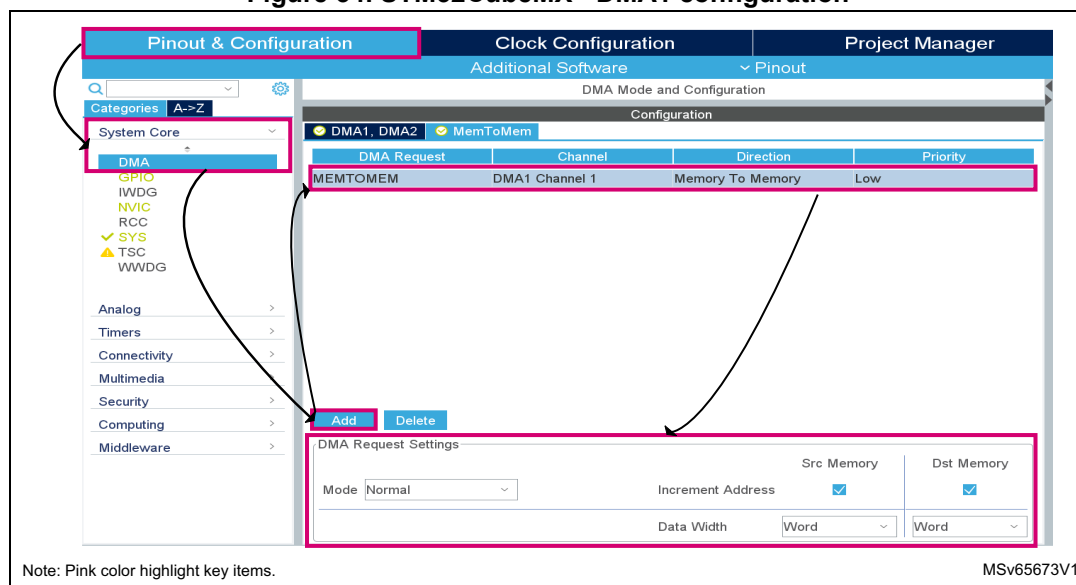 Pinout & Configuration Clock Configuration Project Manager
Additional Software Pinout
DMA Mode and Configuration
Categories A->Z
Configuration
System Core
DMA1, DMA2 MemToMem
DMA Request Channel Direction Priority
DMA
MEMTOMEM DMA1 Channel 1 Memory To Memory Low
GPIO
IWDG
NVIC
RCC
SYS
TSC
WWDG
Analog
Timers
Connectivity
Multimedia
Security
Computing
Middleware
Add Delete
DMA Request Settings
Src Memory Dst Memory
Mode Normal Increment Address
Data Width Word Word
Note: Pink color highlight key items. MSv65673V1